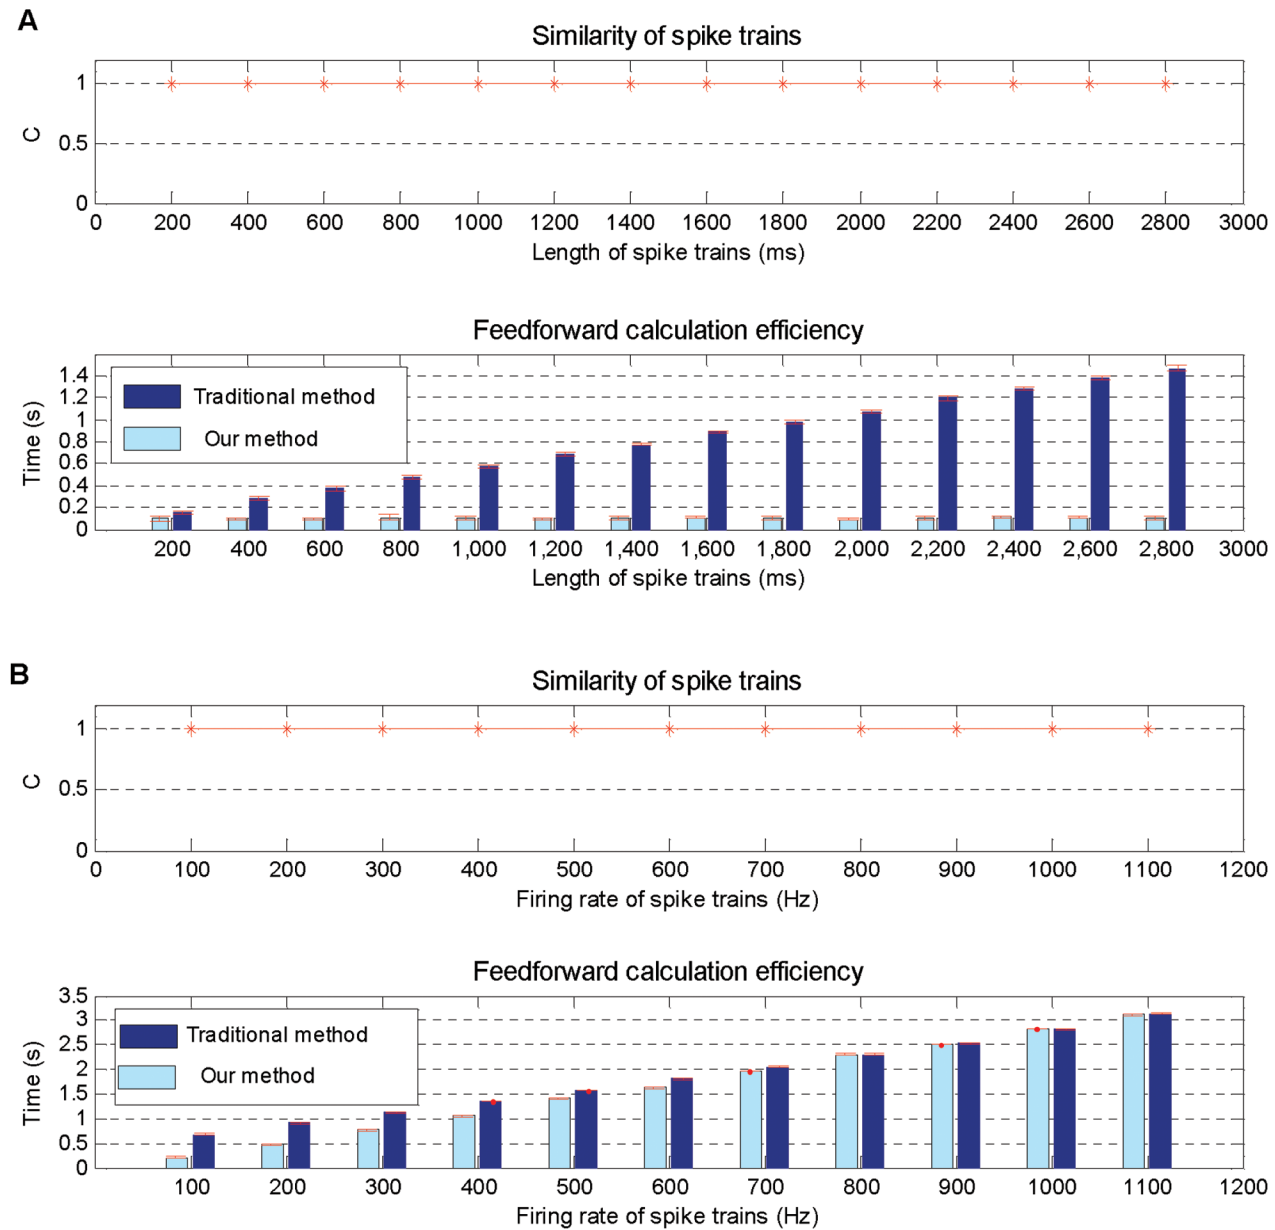 A
Similarity of spike trains
1
0.5
0
C
0 200 400 600 800 1000 1200 1400 1600 1800 2000 2200 2400 2600 2800 3000
Length of spike trains (ms)
Feedforward calculation efficiency
Traditional method
Our method
1.4
1.2
1
0.8
0.6
0.4
0.2
0
Time (s)
200 400 600 800 1,000 1,200 1,400 1,600 1,800 2,000 2,200 2,400 2,600 2,800 3000
Length of spike trains (ms)
B
Similarity of spike trains
1
0.5
0
C
0 100 200 300 400 500 600 700 800 900 1000 1100 1200
Firing rate of spike trains (Hz)
Feedforward calculation efficiency
Traditional method
Our method
3.5
3
2.5
2
1.5
1
0.5
0
Time (s)
100 200 300 400 500 600 700 800 900 1000 1100 1200
Firing rate of spike trains (Hz)